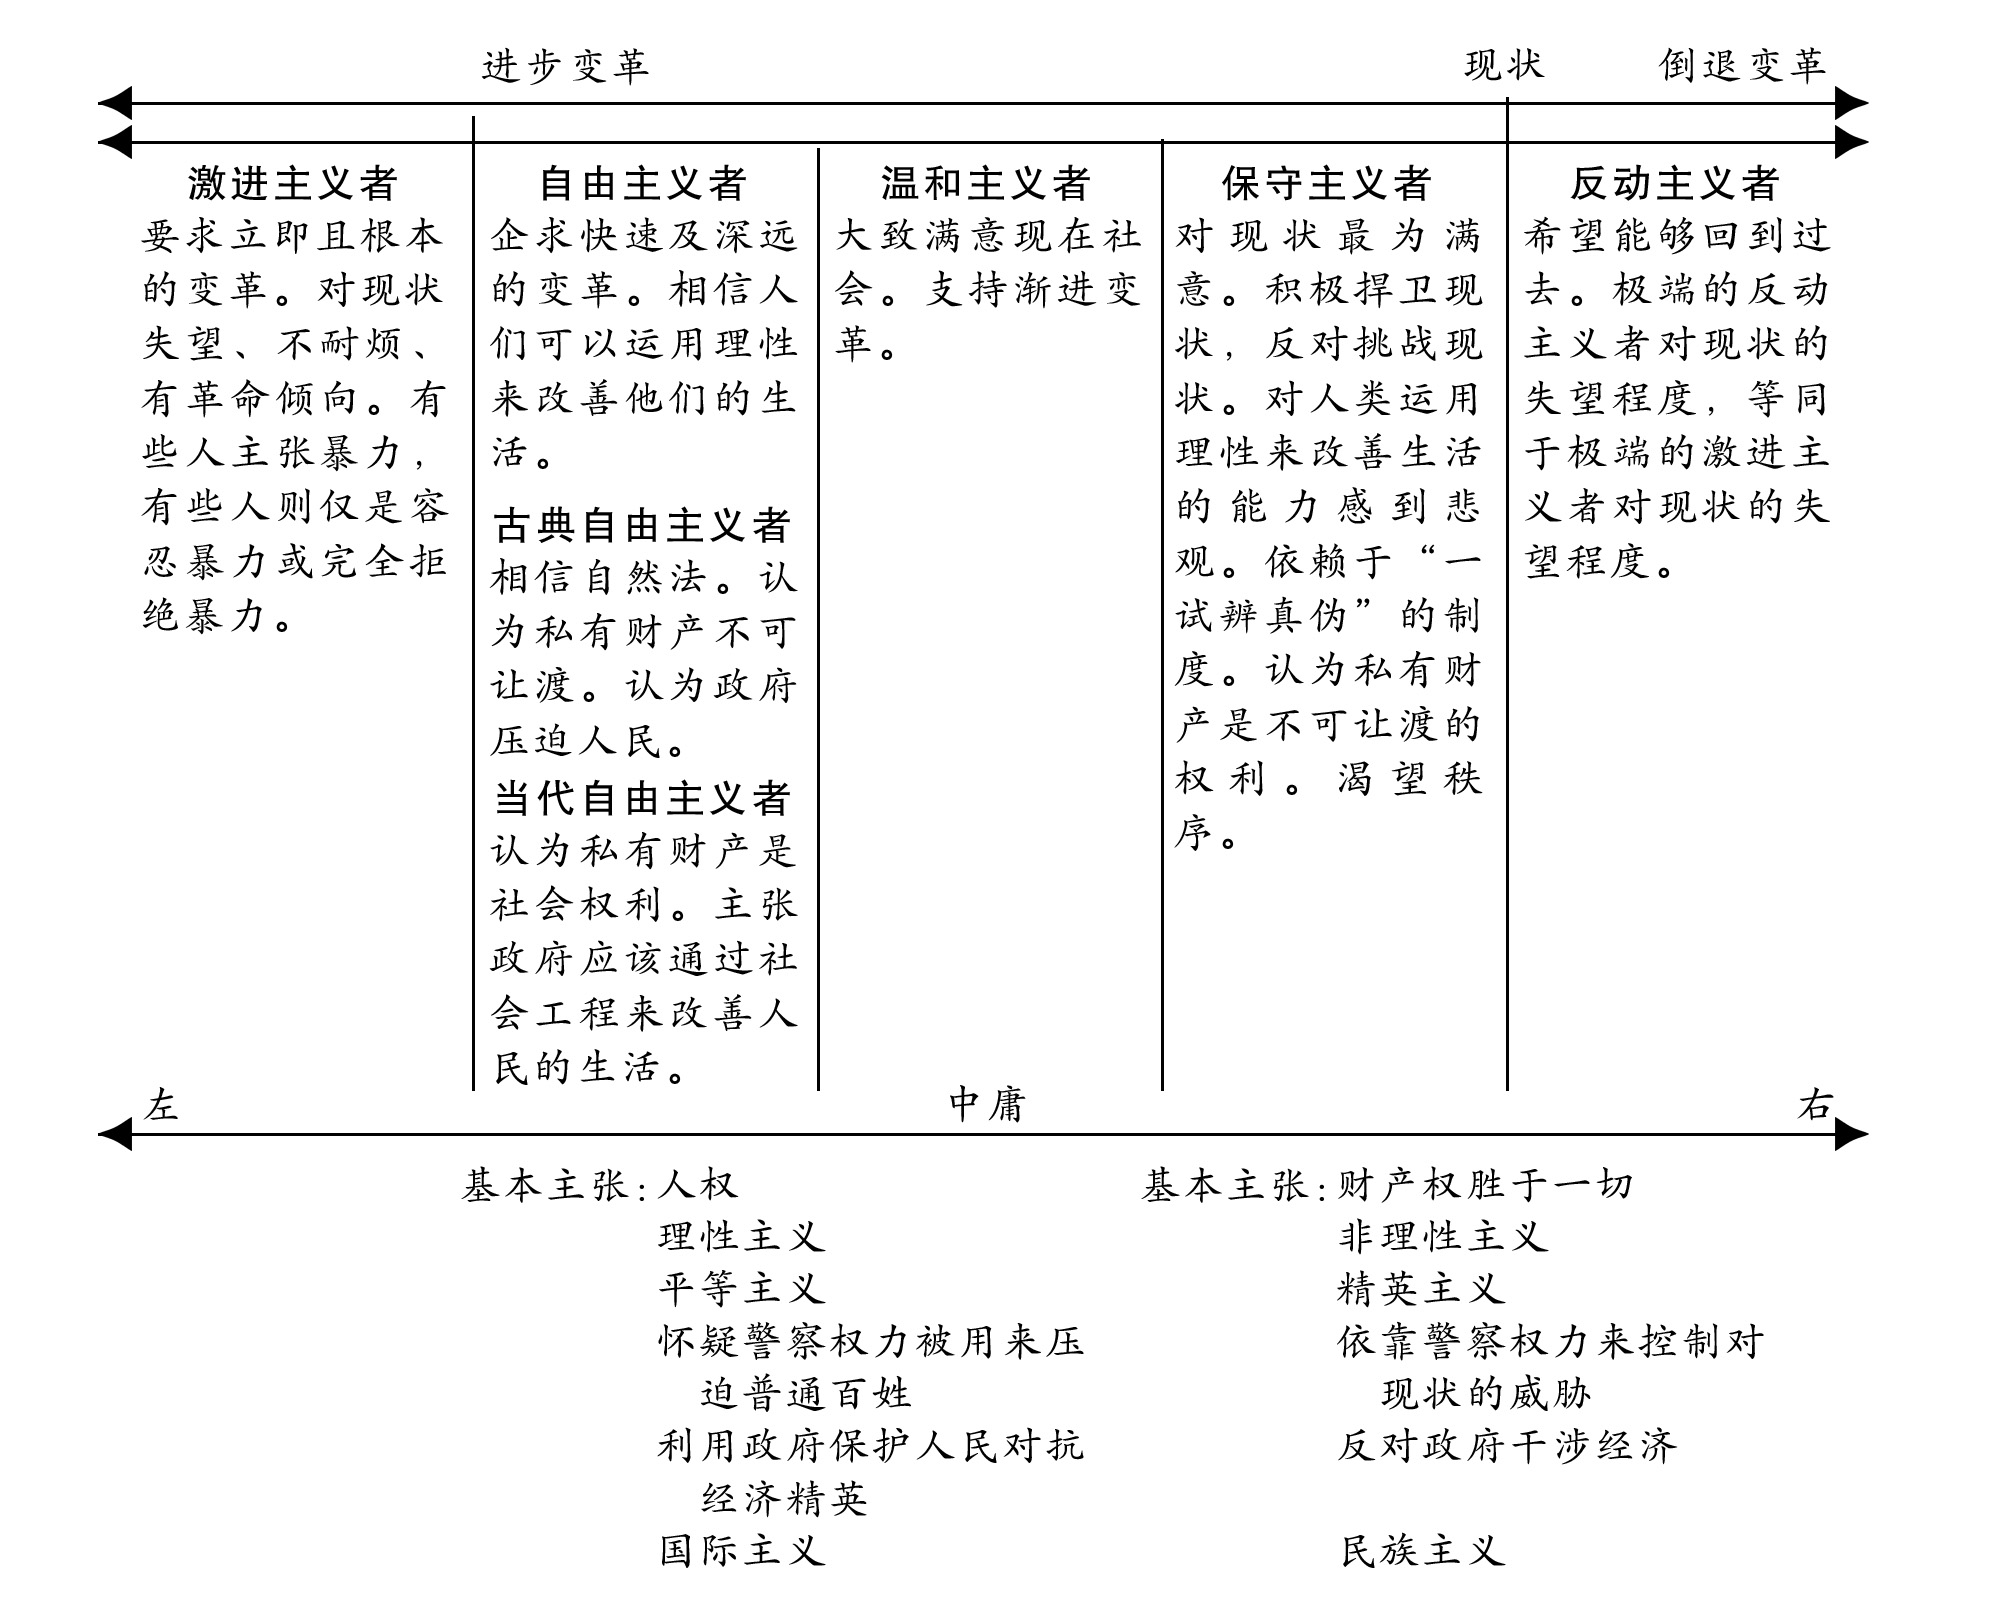 进步变革
现状
倒退变革
激进主义者
要求立即且根本
的变革。对现状
失望、不耐烦、
有革命倾向。有
些人主张暴力，
有些人则仅是容
忍暴力或完全拒
绝暴力。
自由主义者
企求快速及深远
的变革。相信人
们可以运用理性
来改善他们的生
活。
古典自由主义者
相信自然法。认
为私有财产不可
让渡。认为政府
压迫人民。
当代自由主义者
认为私有财产是
社会权利。主张
政府应该通过社
会工程来改善人
民的生活。
温和主义者
大致满意现在社
会。支持渐进变
革。
保守主义者
对现状最为满
意。积极捍卫现
状，反对挑战现
状。对人类运用
理性来改善生活
的能力感到悲
观。依赖于“一
试辨真伪”的制
度。认为私有财
产是不可让渡的
权利。渴望秩
序。
反动主义者
希望能够回到过
去。极端的反动
主义者对现状的
失望程度，等同
于极端的激进主
义者对现状的失
望程度。
左
中庸
右
基本主张：人权
理性主义
平等主义
怀疑警察权力被用来压
迫普通百姓
利用政府保护人民对抗
经济精英
国际主义
基本主张：财产权胜于一切
非理性主义
精英主义
依靠警察权力来控制对
现状的威胁
反对政府干涉经济
民族主义